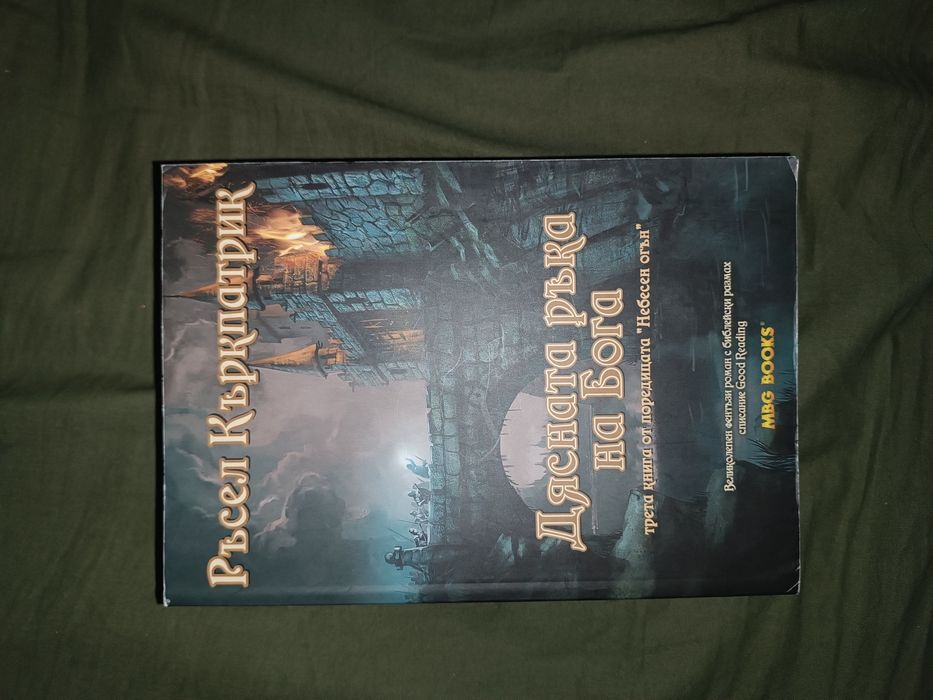 Ръсел Къркпатрик
Дясната ръка
на Бога
трета книга от поредицата "Небесен огън"
Великолепен фентъзи роман с библейски размах
списание Good Reading
MBG BOOKS®